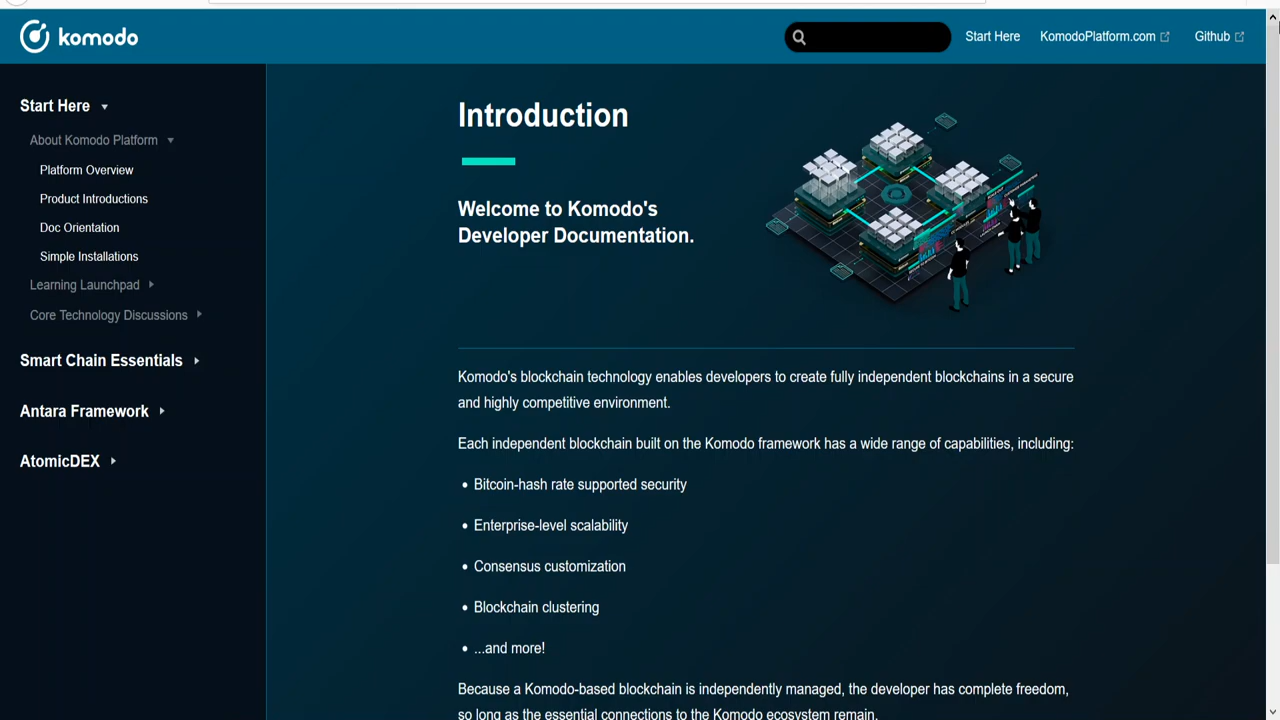 komodo
Start Here
KomodoPlatform.com
Github
Start Here
About Komodo Platform
Platform Overview
Product Introductions
Doc Orientation
Simple Installations
Learning Launchpad
Core Technology Discussions
Smart Chain Essentials
Antara Framework
AtomicDEX
Introduction
Welcome to Komodo's
Developer Documentation.
Komodo's blockchain technology enables developers to create fully independent blockchains in a secure
and highly competitive environment.
Each independent blockchain built on the Komodo framework has a wide range of capabilities, including:
• Bitcoin-hash rate supported security
• Enterprise-level scalability
• Consensus customization
• Blockchain clustering
• ...and more!
Because a Komodo-based blockchain is independently managed, the developer has complete freedom,
so long as the essential connections to the Komodo ecosystem remain.